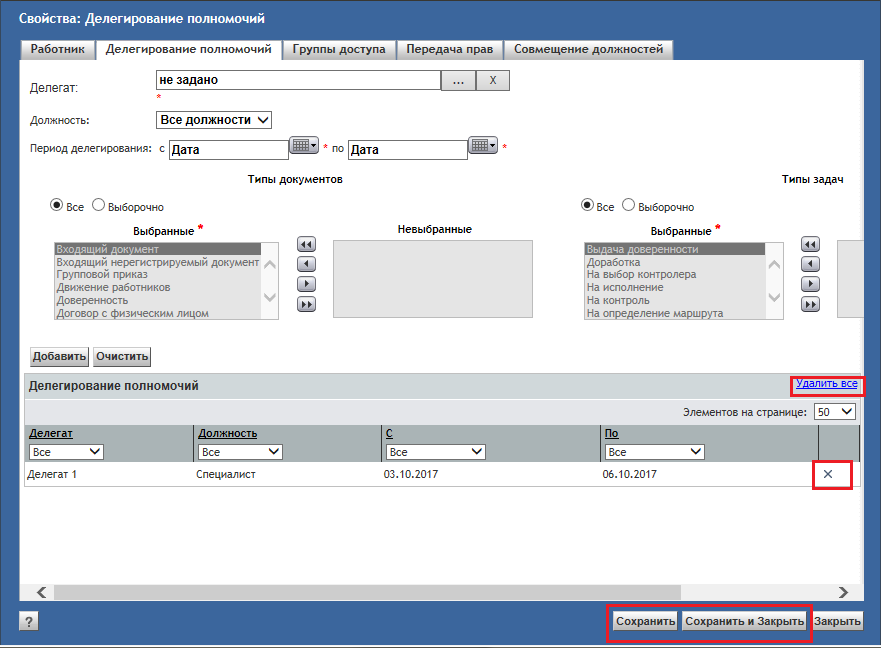 Свойства: Делегирование полномочий
Работник Делегирование полномочий Группы доступа Передача прав Совмещение должностей
Делегат: не задано ... X
*
Должность: Все должности
Период делегирования: с Дата * по Дата *
Типы документов Типы задач
Все Выборочно Все Выборочно
Выбранные * Невыбранные Выбранные *
Входящий документ Выдача доверенности
Входящий нерегистрируемый документ Доработка
Групповой приказ На выбор контролера
Движение работников На исполнение
Доверенность На контроль
Договор с физическим лицом На определение маршрута
Добавить Очистить
Делегирование полномочий Удалить все
Элементов на странице: 50
Делегат Должность С По
Все Все Все Все
Делегат 1 Специалист 03.10.2017 06.10.2017 ×
? Сохранить Сохранить и Закрыть Закрыть